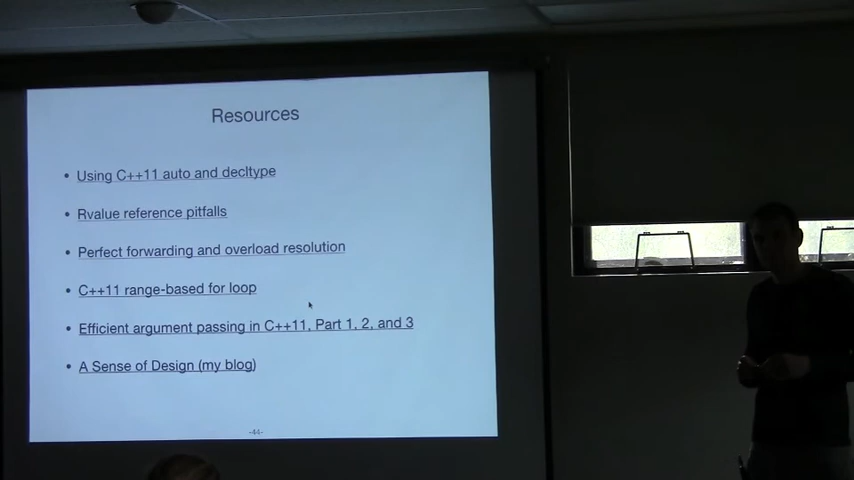 Resources
• Using C++11 auto and decltype
• Rvalue reference pitfalls
• Perfect forwarding and overload resolution
• C++11 range-based for loop
• Efficient argument passing in C++11, Part 1, 2, and 3
• A Sense of Design (my blog)
-44-